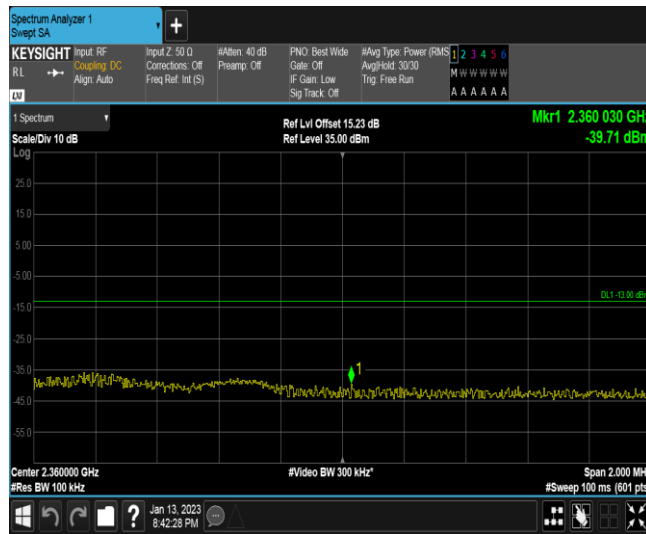 Spectrum Analyzer 1
Swept SA
+
KEYSIGHT Input: RF
RL Coupling: DC
Align: Auto
LXI
Input Z: 50 Ω
Corrections: Off
Freq Ref: Int (S)
#Atten: 40 dB
Preamp: Off
PNO: Best Wide
Gate: Off
IF Gain: Low
Sig Track: Off
#Avg Type: Power (RMS
Avg|Hold: 30/30
Trig: Free Run
1 2 3 4 5 6
M W W W W W
A A A A A A
1 Spectrum
Scale/Div 10 dB
Ref Lvl Offset 15.23 dB
Ref Level 35.00 dBm
Mkr1 2.360 030 GHz
-39.71 dBm
Log
25.0
15.0
5.00
-5.00
DL1 -13.00 dBm
-15.0
-25.0
-35.0
1
-45.0
-55.0
Center 2.360000 GHz
#Video BW 300 kHz*
Span 2.000 MH
#Res BW 100 kHz
#Sweep 100 ms (601 pts
?
Jan 13, 2023
8:42:28 PM